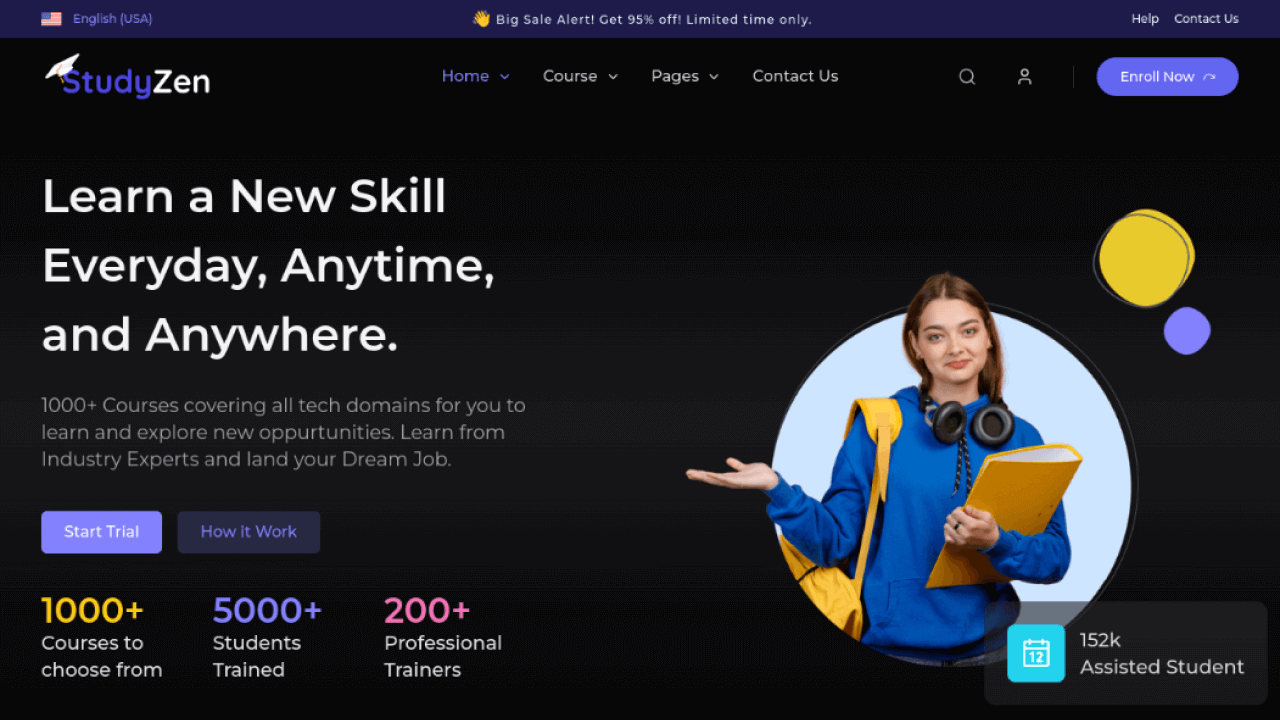 English (USA)
👋 Big Sale Alert! Get 95% off! Limited time only.
Help
Contact Us
StudyZen
Home
Course
Pages
Contact Us
Enroll Now
Learn a New Skill
Everyday, Anytime,
and Anywhere.
1000+ Courses covering all tech domains for you to
learn and explore new oppurtunities. Learn from
Industry Experts and land your Dream Job.
Start Trial
How it Work
1000+
Courses to
choose from
5000+
Students
Trained
200+
Professional
Trainers
12
152k
Assisted Student